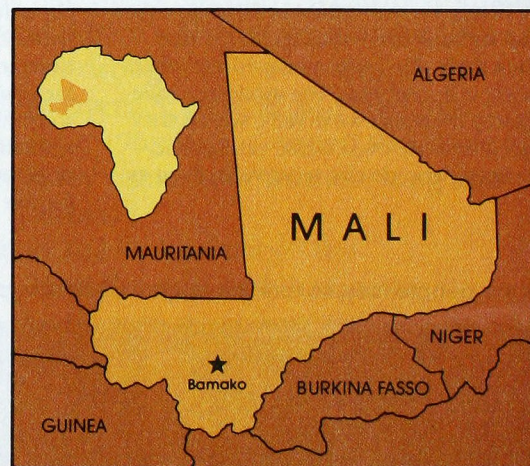 ALGERIA
MALI
MAURITANIA
NIGER
Bamako
BURKINA FASSO
GUINEA